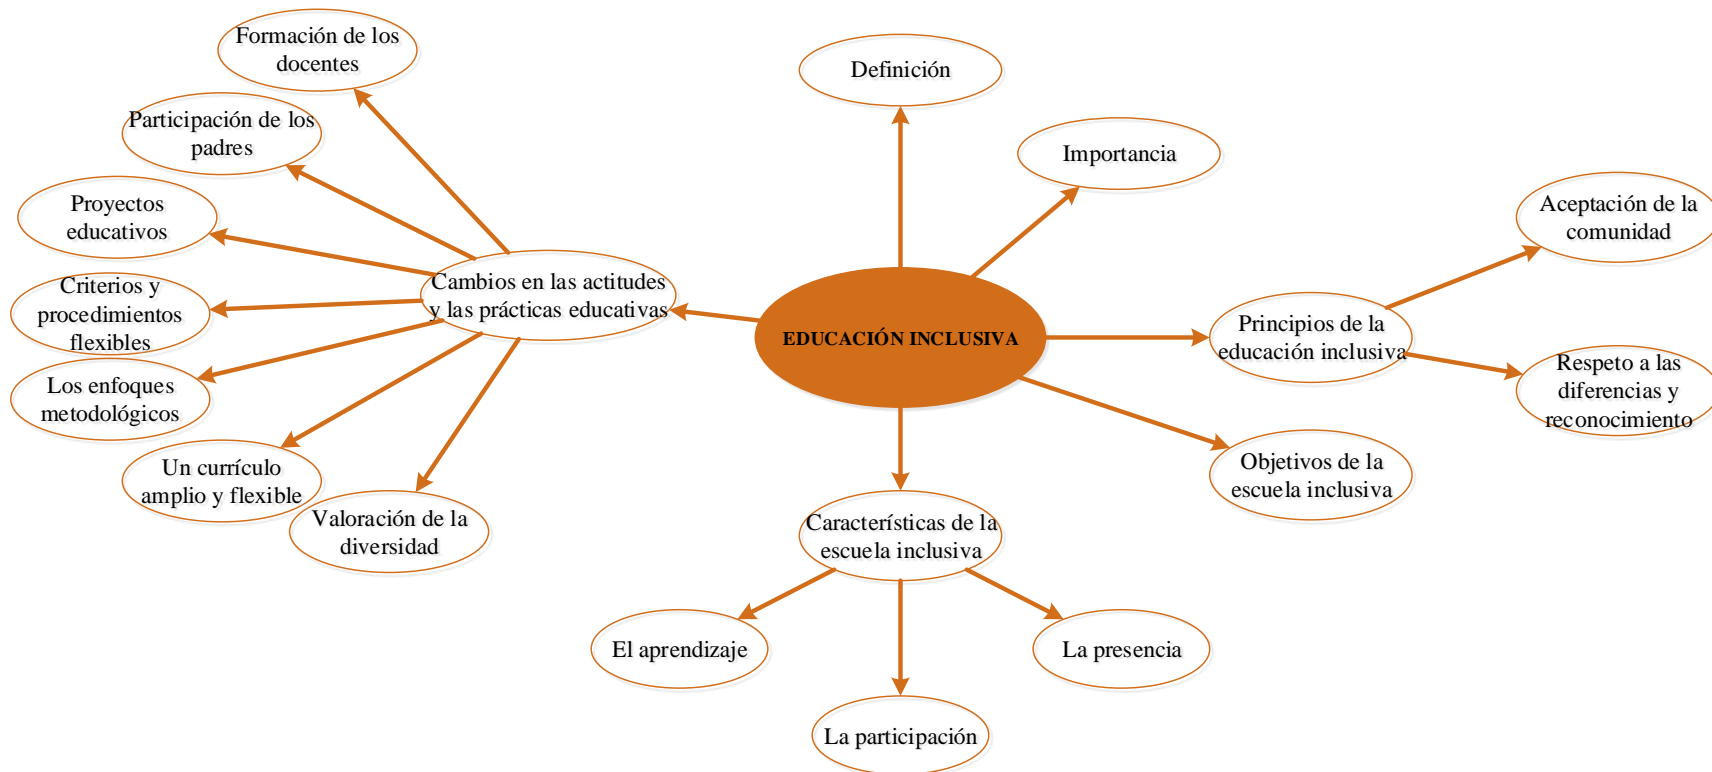 Formación de los
docentes
Participación de los
padres
Proyectos
educativos
Criterios y
procedimientos
flexibles
Los enfoques
metodológicos
Un currículo
amplio y flexible
Valoración de la
diversidad
Cambios en las actitudes
y las prácticas educativas
Definición
Importancia
EDUCACIÓN INCLUSIVA
Principios de la
educación inclusiva
Aceptación de la
comunidad
Respeto a las
diferencias y
reconocimiento
Objetivos de la
escuela inclusiva
Características de la
escuela inclusiva
El aprendizaje
La participación
La presencia